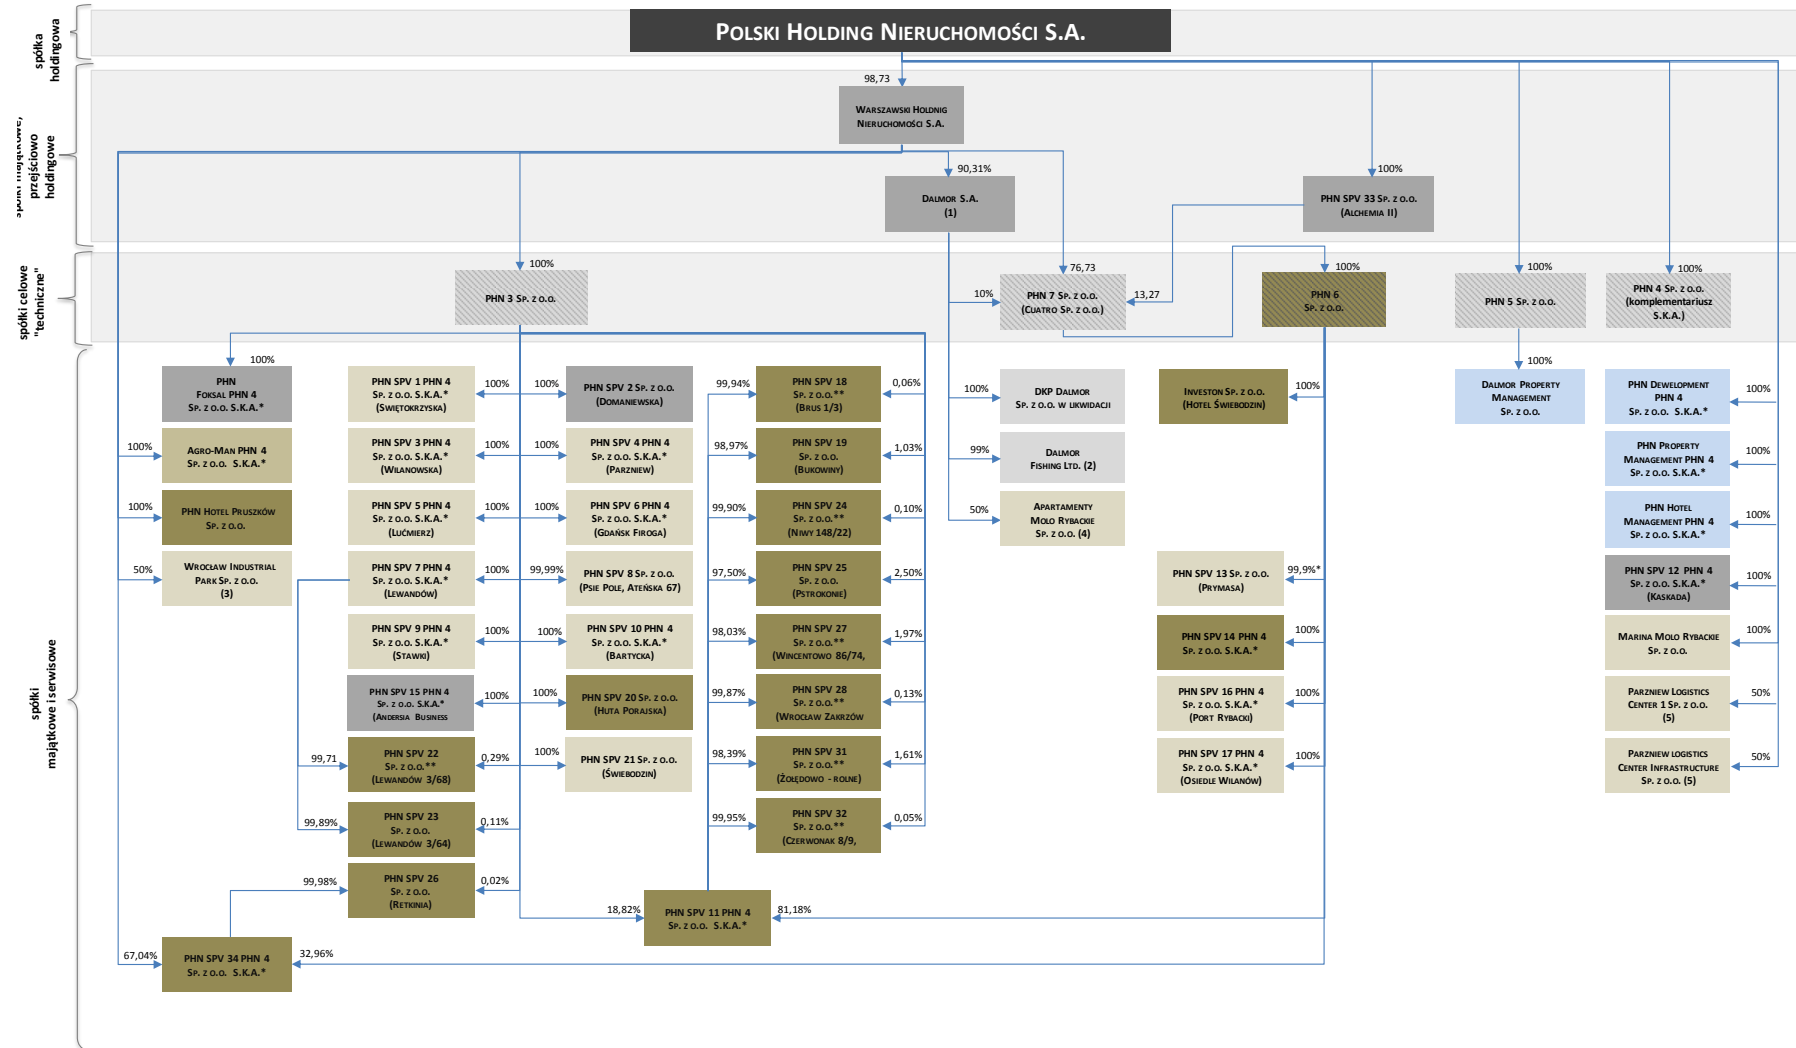 POLSKI HOLDING NIERUCHOMOŚCI S.A.
spółka
holdingowa
98,73
WARSZAWSKI HOLDNIG
NIERUCHOMOŚCI S.A.
przejściowo
holdingowe
90,31%
DALMOR S.A.
(1)
100%
PHN SPV 33 SP. Z O.O.
(ALCHEMIA II)
spółki celowe
"techniczne"
100%
PHN 3 SP. Z O.O.
10%
76,73
PHN 7 SP. Z O.O.
(CUATRO SP. Z O.O.)
13,27
100%
PHN 6
SP. Z O.O.
100%
PHN 5 SP. Z O.O.
100%
PHN 4 SP. Z O.O.
(komplementariusz
S.K.A.)
spółki
majątkowe i serwisowe
100%
PHN
FOKSAL PHN 4
SP. Z O.O. S.K.A.*
100%
AGRO-MAN PHN 4
SP. Z O.O. S.K.A.*
100%
PHN HOTEL PRUSZKÓW
SP. Z O.O.
50%
WROCŁAW INDUSTRIAL
PARK SP. Z O.O.
(3)
67,04%
PHN SPV 34 PHN 4
SP. Z O.O. S.K.A.*
32,96%
PHN SPV 1 PHN 4
SP. Z O.O. S.K.A.*
(ŚWIĘTOKRZYSKA)
100%
PHN SPV 3 PHN 4
SP. Z O.O. S.K.A.*
(WILANOWSKA)
100%
PHN SPV 5 PHN 4
SP. Z O.O. S.K.A.*
(LUĆMIERZ)
100%
PHN SPV 7 PHN 4
SP. Z O.O. S.K.A.*
(LEWANDÓW)
100%
PHN SPV 9 PHN 4
SP. Z O.O. S.K.A.*
(STAWKI)
100%
PHN SPV 15 PHN 4
SP. Z O.O. S.K.A.*
(ANDERSIA BUSINESS
100%
99,71
PHN SPV 22
SP. Z O.O.**
(LEWANDÓW 3/68)
0,29%
99,89%
PHN SPV 23
SP. Z O.O.
(LEWANDÓW 3/64)
0,11%
99,98%
PHN SPV 26
SP. Z O.O.
(RETKINIA)
0,02%
100%
PHN SPV 2 SP. Z O.O.
(DOMANIEWSKA)
100%
PHN SPV 4 PHN 4
SP. Z O.O. S.K.A.*
(PARZNIEW)
100%
PHN SPV 6 PHN 4
SP. Z O.O. S.K.A.*
(GDAŃSK FIROGA)
99,99%
PHN SPV 8 SP. Z O.O.
(PSIE POLE, ATEŃSKA 67)
100%
PHN SPV 10 PHN 4
SP. Z O.O. S.K.A.*
(BARTYCKA)
100%
PHN SPV 20 SP. Z O.O.
(HUTA PORAJSKA)
100%
PHN SPV 21 SP. Z O.O.
(ŚWIEBODZIN)
18,82%
PHN SPV 11 PHN 4
SP. Z O.O. S.K.A.*
81,18%
99,94%
PHN SPV 18
SP. Z O.O.**
(BRUS 1/3)
0,06%
98,97%
PHN SPV 19
SP. Z O.O.
(BUKOWINY)
1,03%
99,90%
PHN SPV 24
SP. Z O.O.**
(NIWY 148/22)
0,10%
97,50%
PHN SPV 25
SP. Z O.O.
(PSTROKONIE)
2,50%
98,03%
PHN SPV 27
SP. Z O.O.**
(WINCENTOWO 86/74,
1,97%
99,87%
PHN SPV 28
SP. Z O.O.**
(WROCŁAW ZAKRZÓW
0,13%
98,39%
PHN SPV 31
SP. Z O.O.**
(ŻOŁĘDOWO - ROLNE)
1,61%
99,95%
PHN SPV 32
SP. Z O.O.**
(CZERWONAK 8/9,
0,05%
100%
DKP DALMOR
SP. Z O.O. W LIKWIDACJI
99%
DALMOR
FISHING LTD. (2)
50%
APARTAMENTY
MOLO RYBACKIE
SP. Z O.O. (4)
INVESTON SP. Z O.O.
(HOTEL ŚWIEBODZIN)
100%
PHN SPV 13 SP. Z O.O.
(PRYMASA)
99,9%*
PHN SPV 14 PHN 4
SP. Z O.O. S.K.A.*
100%
PHN SPV 16 PHN 4
SP. Z O.O. S.K.A.*
(PORT RYBACKI)
100%
PHN SPV 17 PHN 4
SP. Z O.O. S.K.A.*
(OSIEDLE WILANÓW)
100%
100%
DALMOR PROPERTY
MANAGEMENT
SP. Z O.O.
PHN DEWELOPMENT
PHN 4
SP. Z O.O. S.K.A.*
100%
PHN PROPERTY
MANAGEMENT PHN 4
SP. Z O.O. S.K.A.*
100%
PHN HOTEL
MANAGEMENT PHN 4
SP. Z O.O. S.K.A.*
100%
PHN SPV 12 PHN 4
SP. Z O.O. S.K.A.*
(KASKADA)
100%
MARINA MOLO RYBACKIE
SP. Z O.O.
100%
PARZNIEW LOGISTICS
CENTER 1 SP. Z O.O.
(5)
50%
PARZNIEW LOGISTICS
CENTER INFRASTRUCTURE
SP. Z O.O. (5)
50%